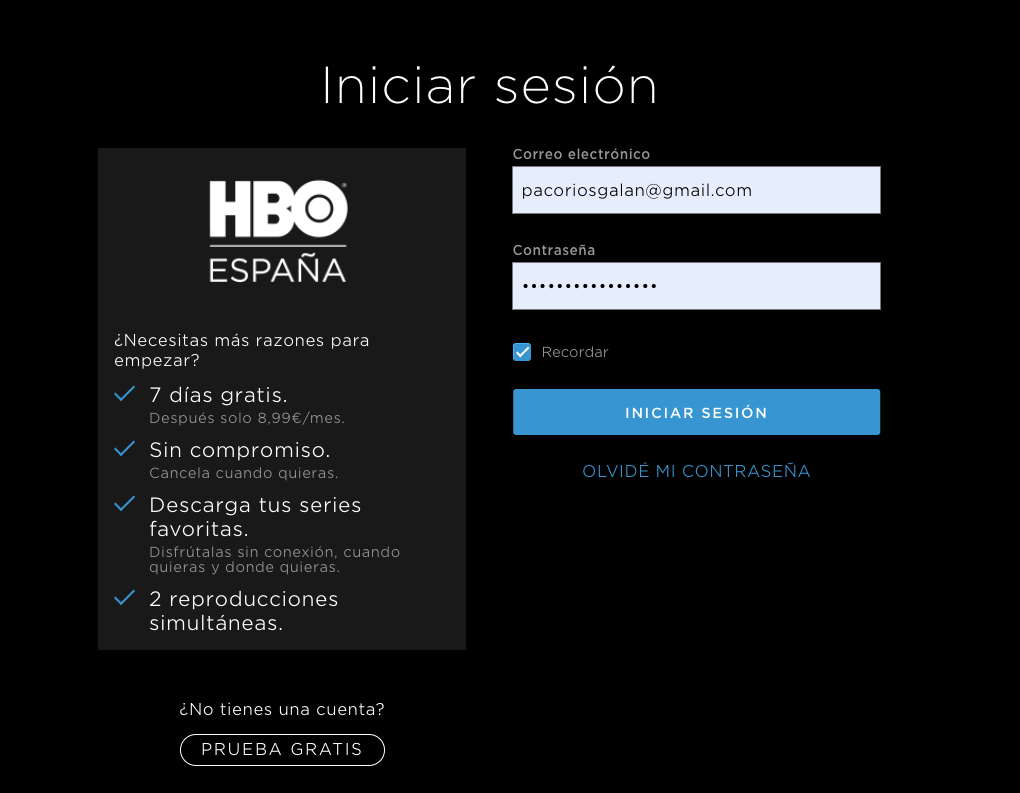 Iniciar sesión
HBO
ESPAÑA
¿Necesitas más razones para
empezar?
7 días gratis.
Después solo 8,99€/mes.
Sin compromiso.
Cancela cuando quieras.
Descarga tus series
favoritas.
Disfrútalas sin conexión, cuando
quieras y donde quieras.
2 reproducciones
simultáneas.
¿No tienes una cuenta?
PRUEBA GRATIS
Correo electrónico
pacoriosgalan@gmail.com
Contraseña
••••••••••••••••
Recordar
INICIAR SESIÓN
OLVIDÉ MI CONTRASEÑA